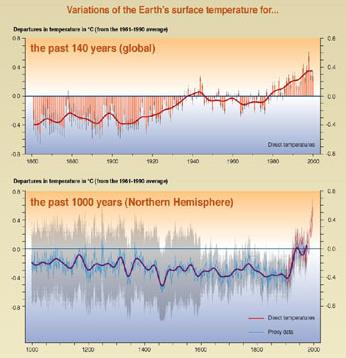 Variations of the Earth's surface temperature for...
Departures in temperature in °C (from the 1961-1990 average)
the past 140 years (global)
0.8 0.8
0.4 0.4
0.0 0.0
-0.4 -0.4
-0.8 -0.8
Direct temperatures
1860 1880 1900 1920 1940 1960 1980 2000
Departures in temperature in °C (from the 1961-1990 average)
the past 1000 years (Northern Hemisphere)
0.8 0.8
0.4 0.4
0.0 0.0
-0.4 -0.4
-0.8 -0.8
Direct temperatures
Proxy data
1000 1200 1400 1600 1800 2000